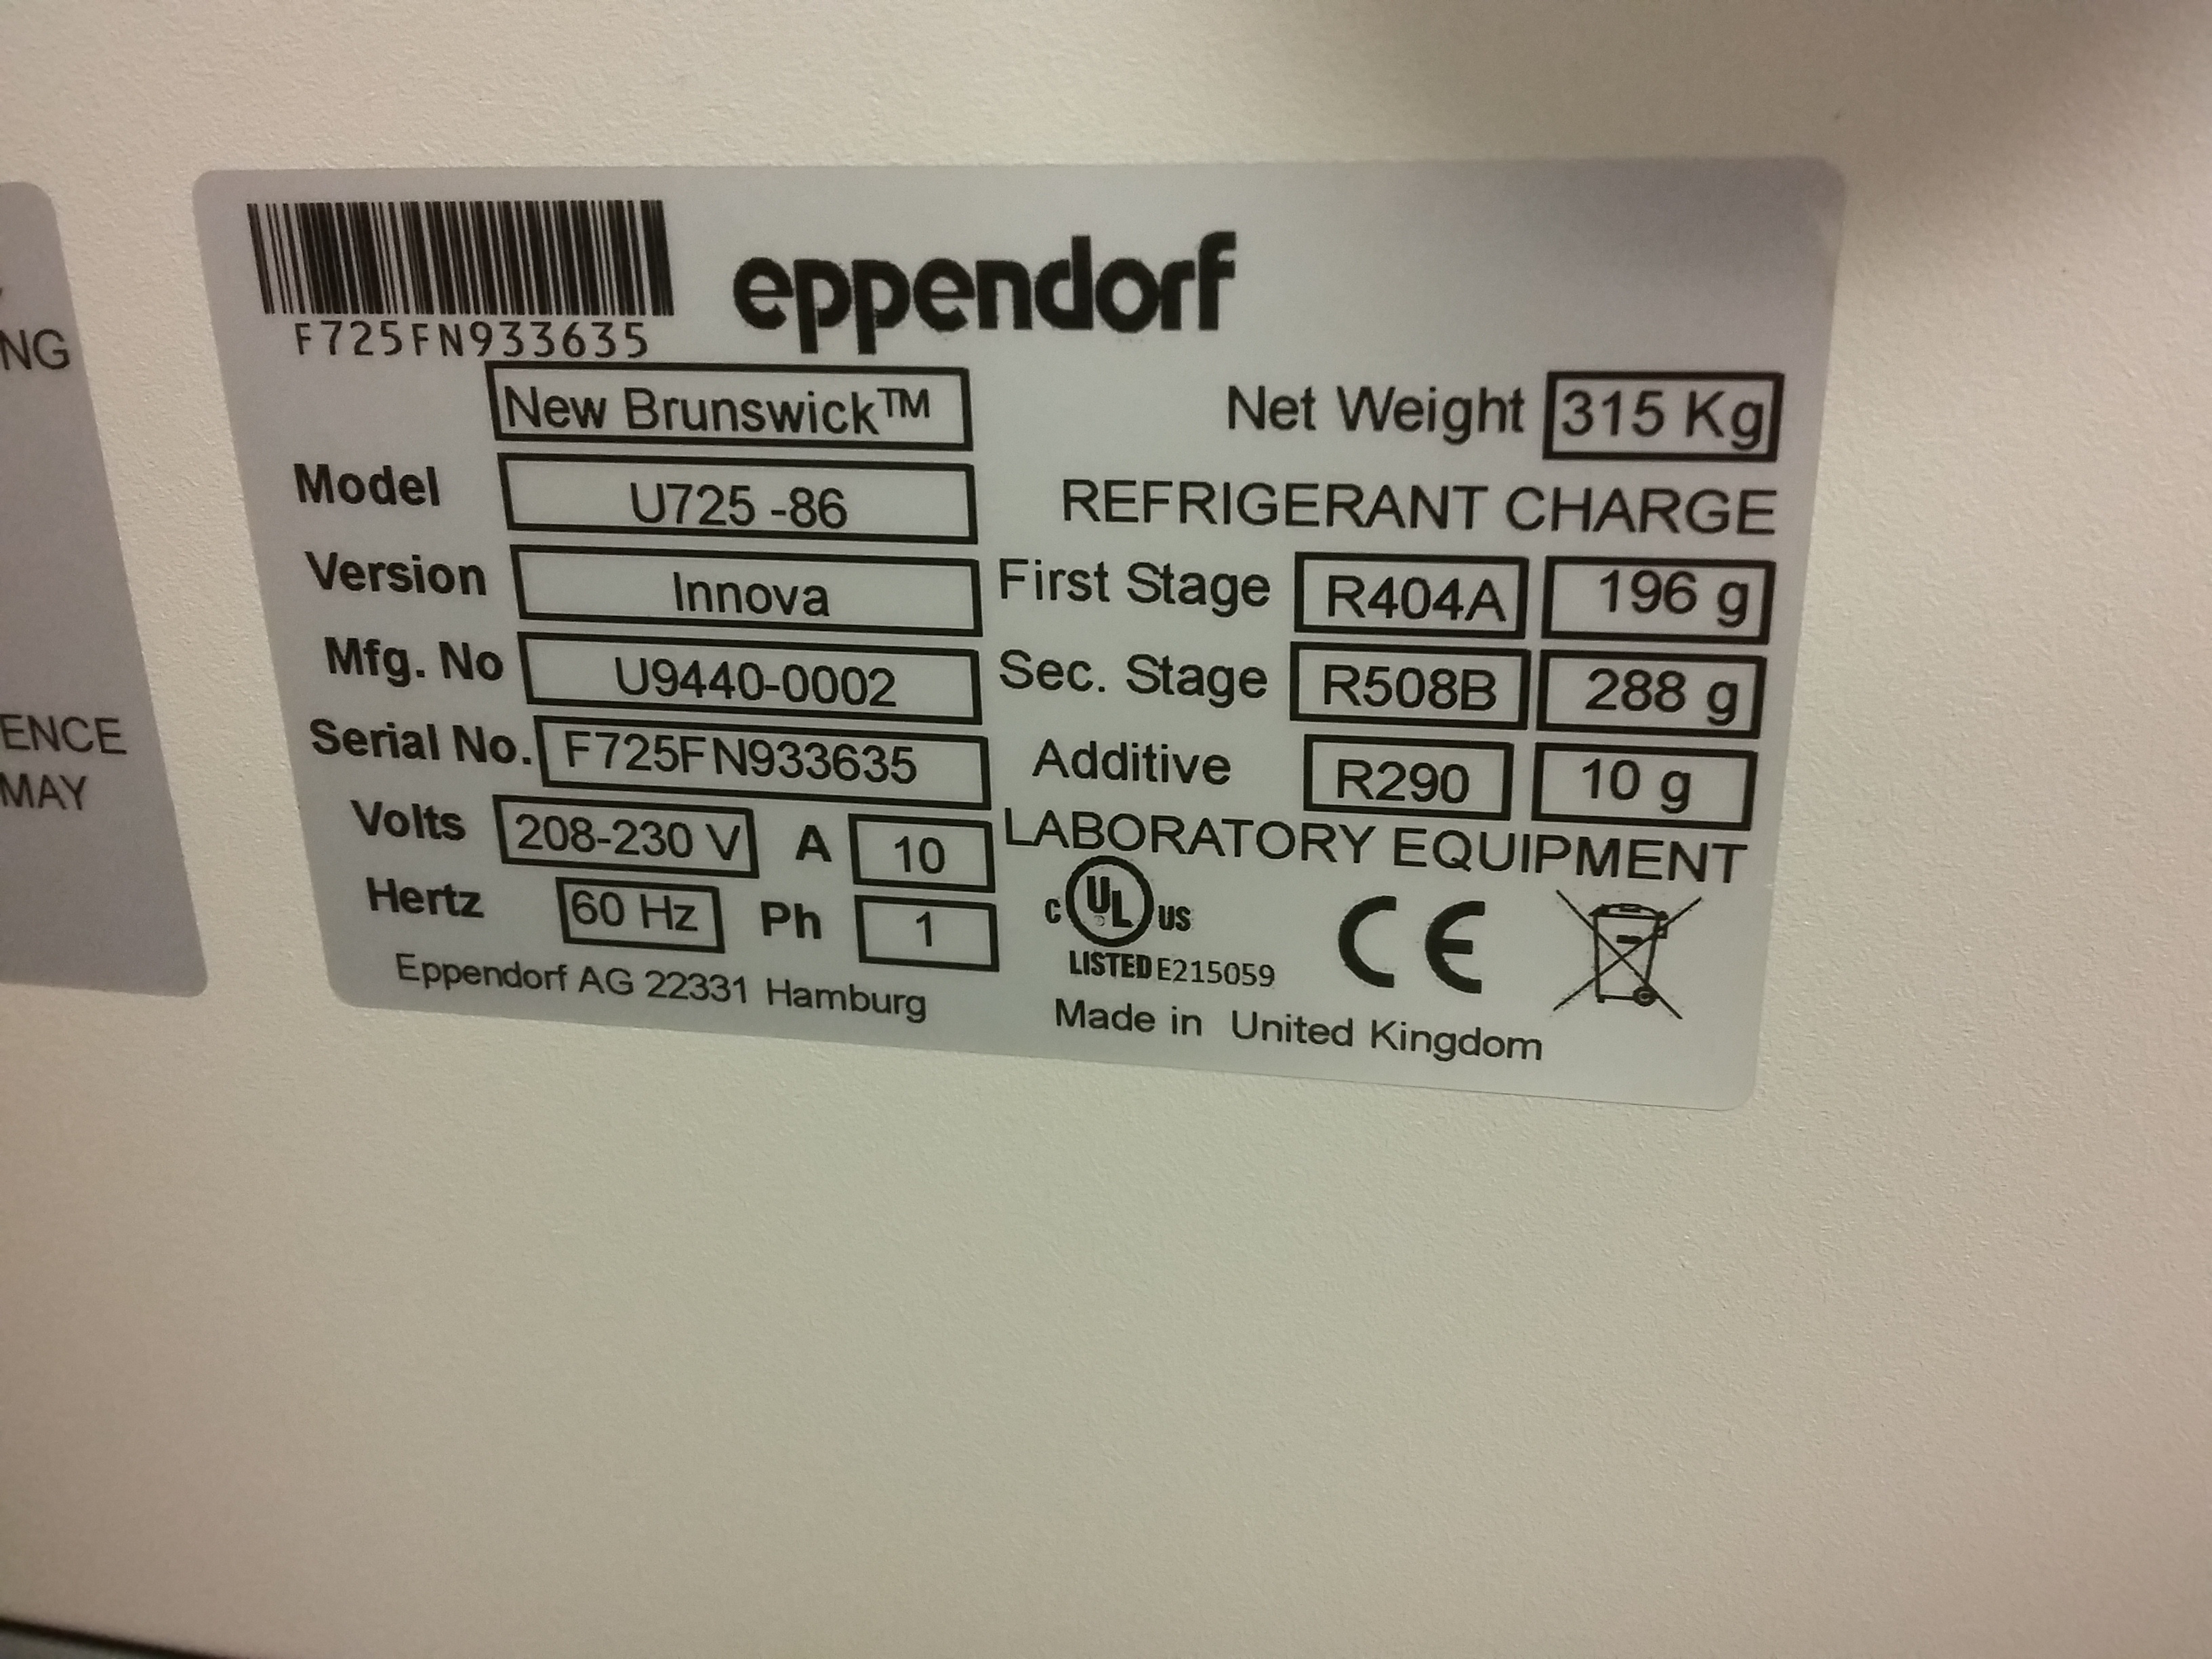 NG
ENCE
MAY
F725FN933635
eppendorf
New Brunswick™
Net Weight 315 Kg
Model U725 -86
REFRIGERANT CHARGE
Version Innova
First Stage R404A 196 g
Mfg. No U9440-0002
Sec. Stage R508B 288 g
Serial No. F725FN933635
Additive R290 10 g
Volts 208-230 V A 10
LABORATORY EQUIPMENT
Hertz 60 Hz Ph 1
C UL US
CE
LISTED E215059
Eppendorf AG 22331 Hamburg
Made in United Kingdom